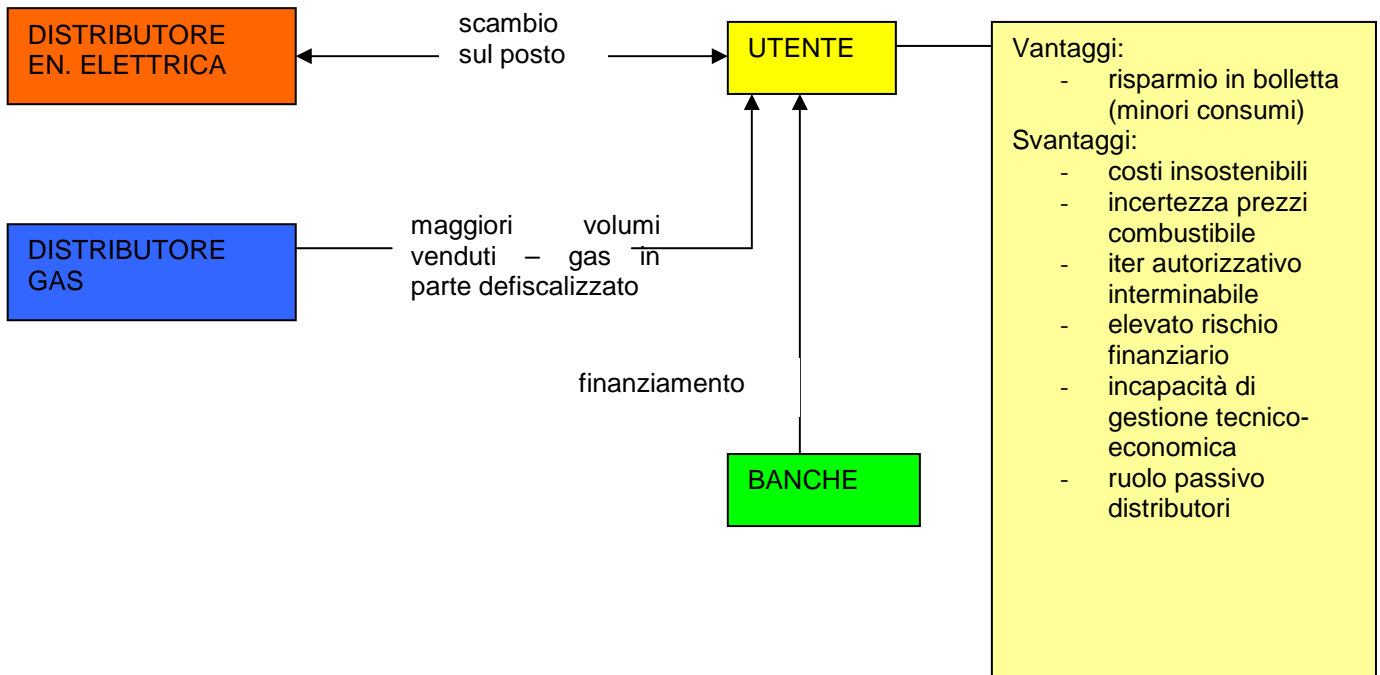 DISTRIBUTORE
EN. ELETTRICA
scambio
sul posto
UTENTE
Vantaggi:
- risparmio in bolletta
(minori consumi)
Svantaggi:
- costi insostenibili
- incertezza prezzi
combustibile
- iter autorizzativo
interminabile
- elevato rischio
finanziario
- incapacità di
gestione tecnico-
economica
- ruolo passivo
distributori
DISTRIBUTORE
GAS
maggiori volumi
venduti – gas in
parte defiscalizzato
finanziamento
BANCHE